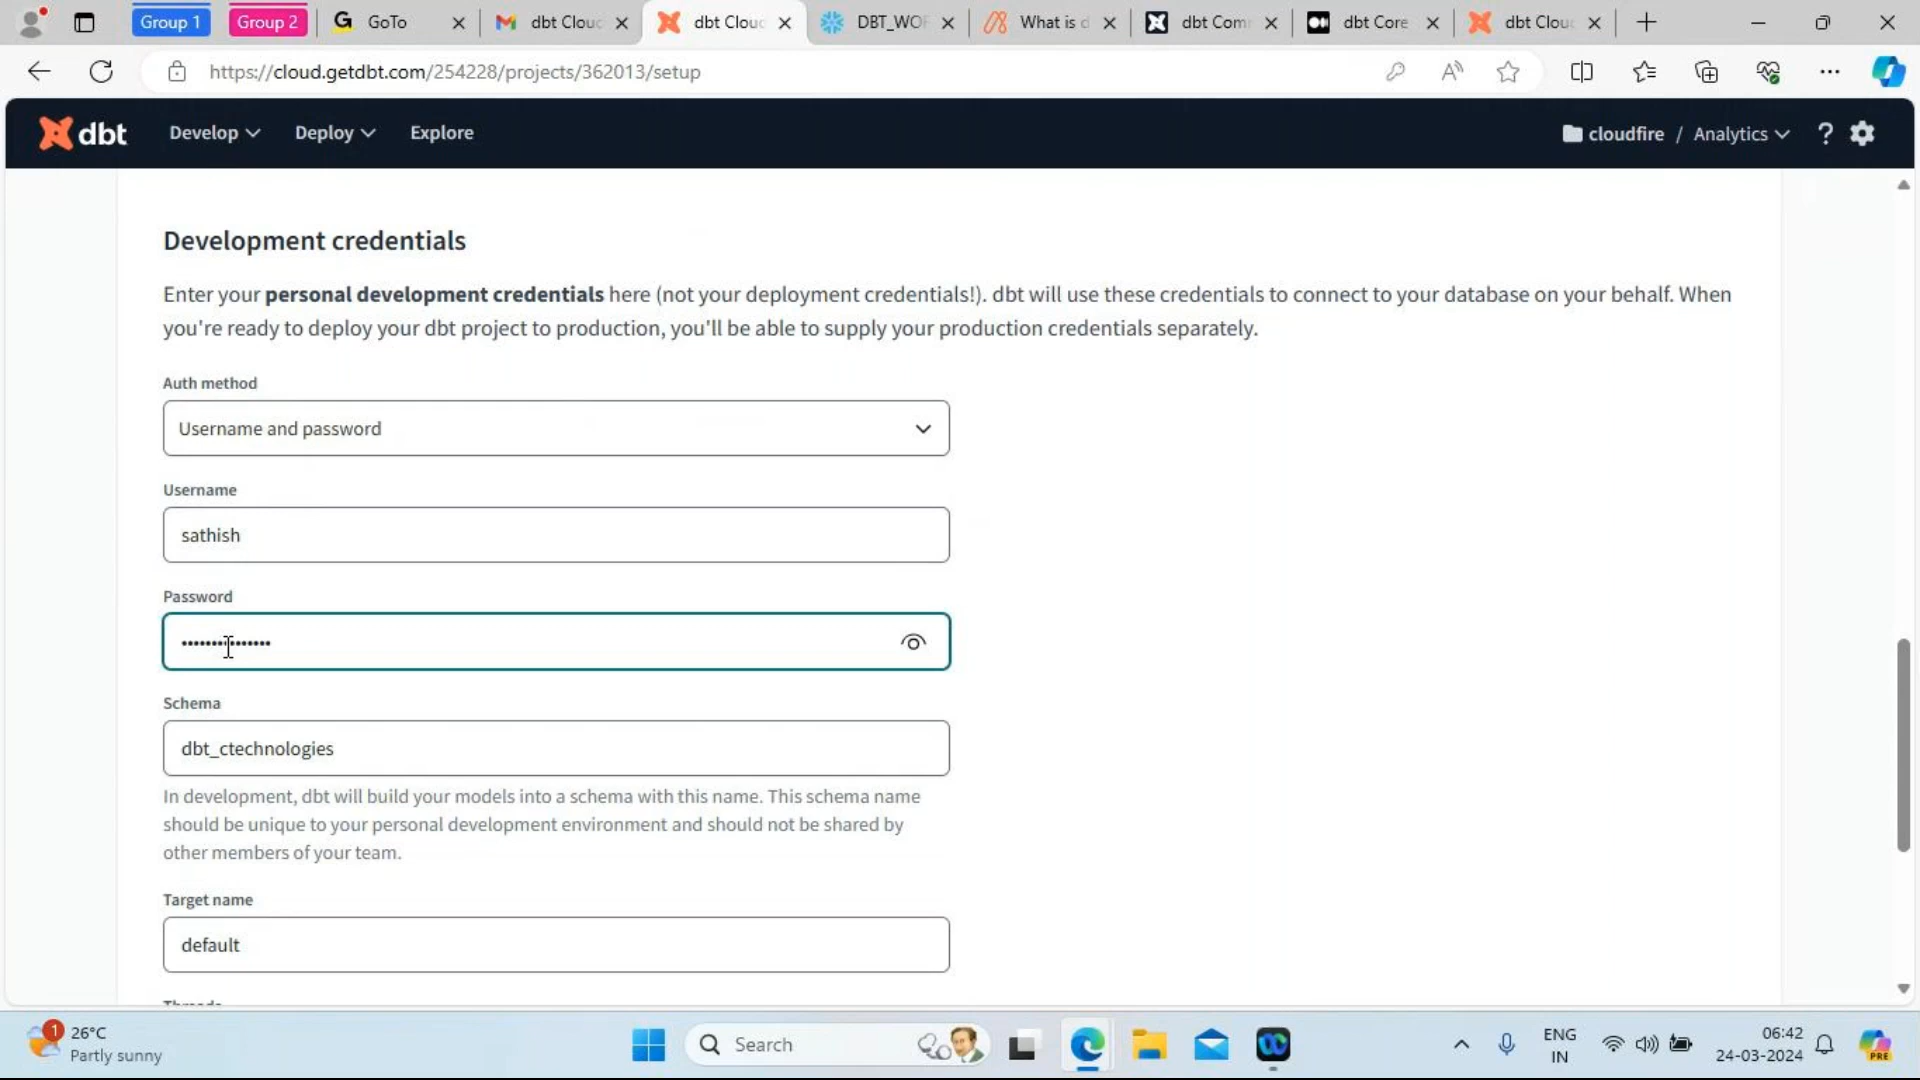 Group 1
Group 2
GoTo
dbt Clou
dbt Clou
DBT_WOR
What is d
dbt Com
dbt Core
dbt Clou
https://cloud.getdbt.com/254228/projects/362013/setup
dbt
Develop
Deploy
Explore
cloudfire / Analytics
Development credentials
Enter your personal development credentials here (not your deployment credentials!). dbt will use these credentials to connect to your database on your behalf. When
you're ready to deploy your dbt project to production, you'll be able to supply your production credentials separately.
Auth method
Username and password
Username
sathish
Password
Schema
dbt_ctechnologies
In development, dbt will build your models into a schema with this name. This schema name
should be unique to your personal development environment and should not be shared by
other members of your team.
Target name
default
1
26°C
Partly sunny
Search
ENG
IN
06:42
24-03-2024
PRE